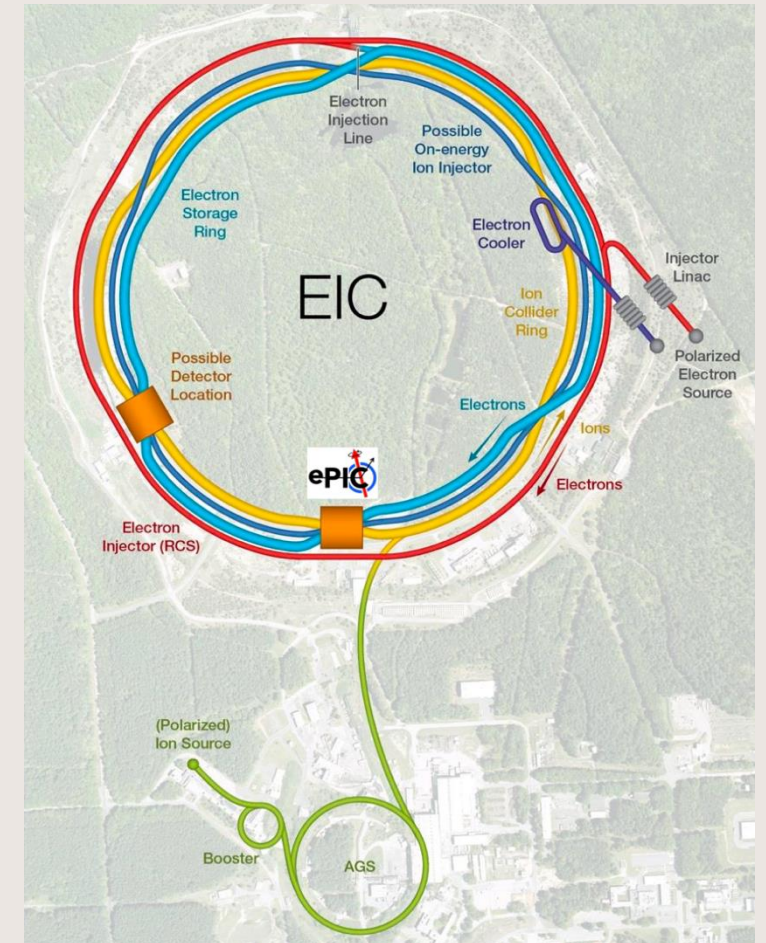 Electron
Injection
Line
Possible
On-energy
Ion Injector
Electron
Storage
Ring
Electron
Cooler
Injector
Linac
EIC
Ion
Collider
Ring
Polarized
Electron
Source
Possible
Detector
Location
Electrons
Ions
ePIC
Electrons
Electron
Injector (RCS)
(Polarized)
Ion Source
Booster
AGS